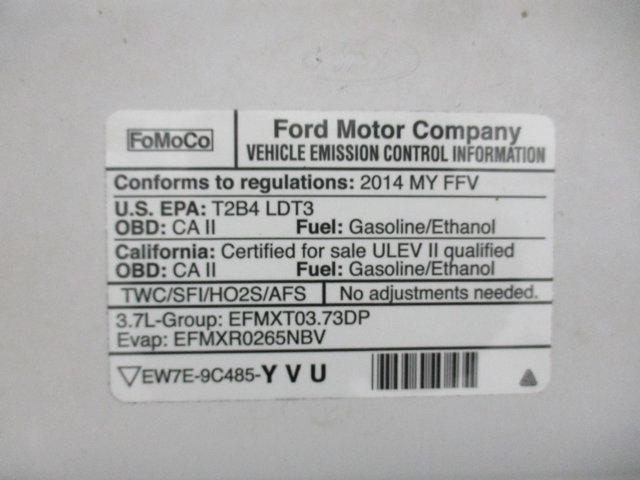 Ford
FoMoCo
Ford Motor Company
VEHICLE EMISSION CONTROL INFORMATION
Conforms to regulations: 2014 MY FFV
U.S. EPA: T2B4 LDT3
OBD: CA II Fuel: Gasoline/Ethanol
California: Certified for sale ULEV II qualified
OBD: CA II Fuel: Gasoline/Ethanol
TWC/SFI/HO2S/AFS No adjustments needed.
3.7L-Group: EFMXT03.73DP
Evap: EFMXR0265NBV
EW7E-9C485-Y V U